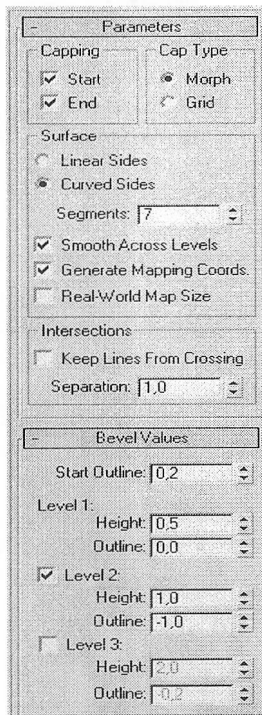 - Parameters
Capping
Start
End
Cap Type
Morph
Grid
Surface
Linear Sides
Curved Sides
Segments: 7
Smooth Across Levels
Generate Mapping Coords.
Real-World Map Size
Intersections
Keep Lines From Crossing
Separation: 1,0
- Bevel Values
Start Outline: 0,2
Level 1:
Height: 0,5
Outline: 0,0
Level 2:
Height: 1,0
Outline: -1,0
Level 3:
Height: 2,0
Outline: -0,2